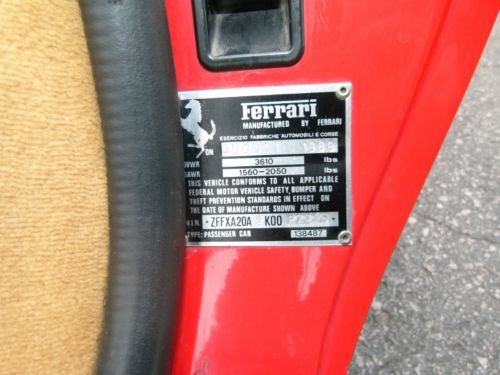 Ferrari
MANUFACTURED BY FERRARI
ESERCIZIO FABBRICHE AUTOMOBILI E CORSE
ON 1989
GVWR 3610 lbs
GAWR 1560-2050 lbs
THIS VEHICLE CONFORMS TO ALL APPLICABLE
FEDERAL MOTOR VEHICLE SAFETY, BUMPER AND
THEFT PREVENTION STANDARDS IN EFFECT ON
THE DATE OF MANUFACTURE SHOWN ABOVE
V.I.N. ZFFXA20A K00
TYPE: PASSENGER CAR 138487